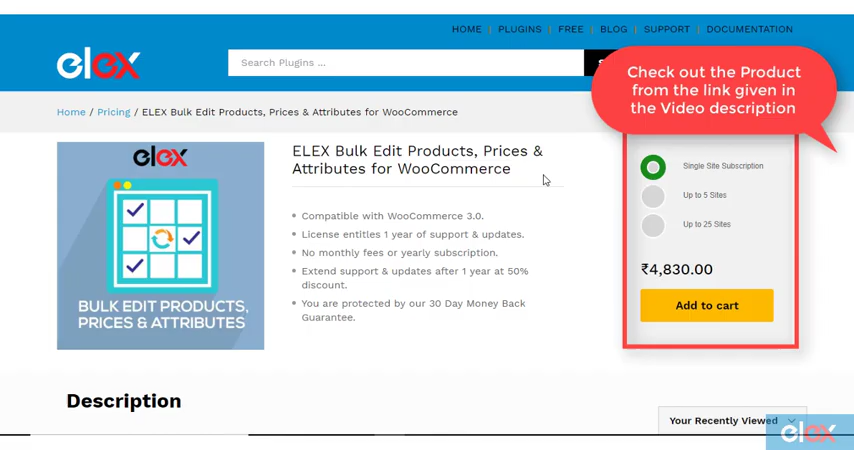 HOME | PLUGINS | FREE | BLOG | SUPPORT | DOCUMENTATION
elex
Search Plugins ...
S
Check out the Product
from the link given in
the Video description
Home / Pricing / ELEX Bulk Edit Products, Prices & Attributes for WooCommerce
elex
BULK EDIT PRODUCTS,
PRICES & ATTRIBUTES
ELEX Bulk Edit Products, Prices &
Attributes for WooCommerce
Compatible with WooCommerce 3.0.
License entitles 1 year of support & updates.
No monthly fees or yearly subscription.
Extend support & updates after 1 year at 50%
discount.
You are protected by our 30 Day Money Back
Guarantee.
Single Site Subscription
Up to 5 Sites
Up to 25 Sites
₹4,830.00
Add to cart
Description
Your Recently Viewed
elex